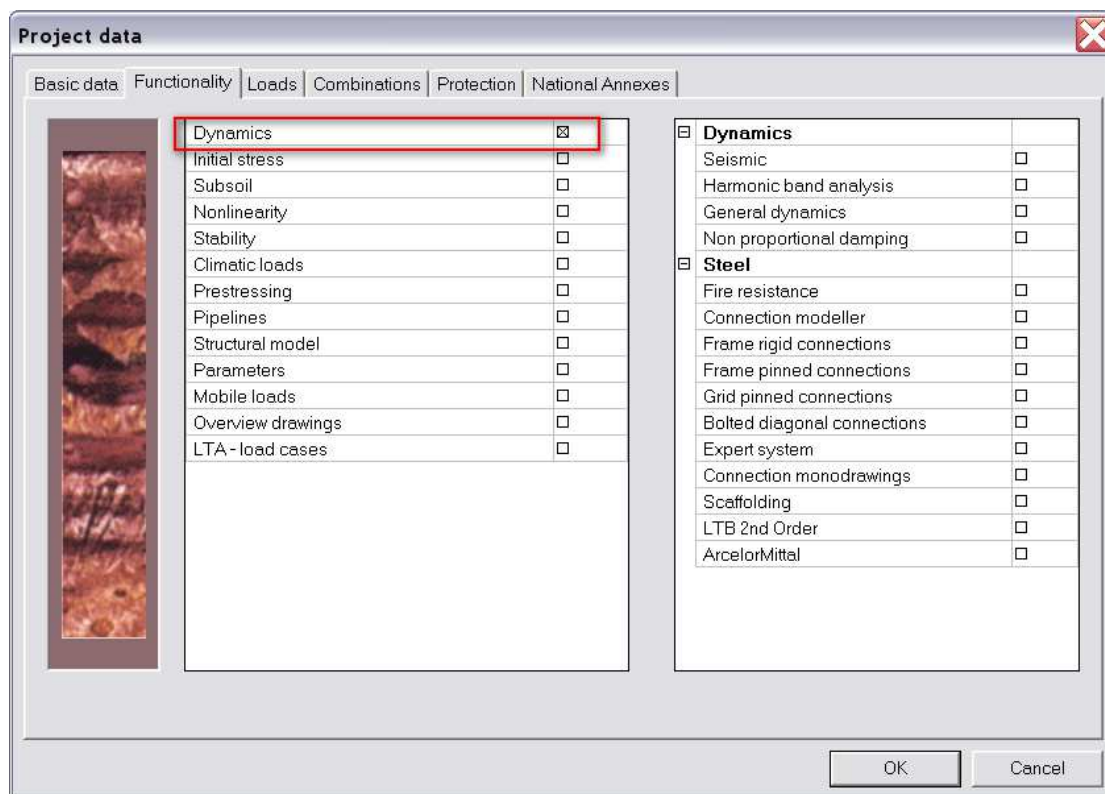 Project data
Basic data Functionality Loads Combinations Protection National Annexes
Dynamics
Initial stress
Subsoil
Nonlinearity
Stability
Climatic loads
Prestressing
Pipelines
Structural model
Parameters
Mobile loads
Overview drawings
LTA - load cases
Dynamics
Seismic
Harmonic band analysis
General dynamics
Non proportional damping
Steel
Fire resistance
Connection modeller
Frame rigid connections
Frame pinned connections
Grid pinned connections
Bolted diagonal connections
Expert system
Connection monodrawings
Scaffolding
LTB 2nd Order
ArcelorMittal
OK Cancel